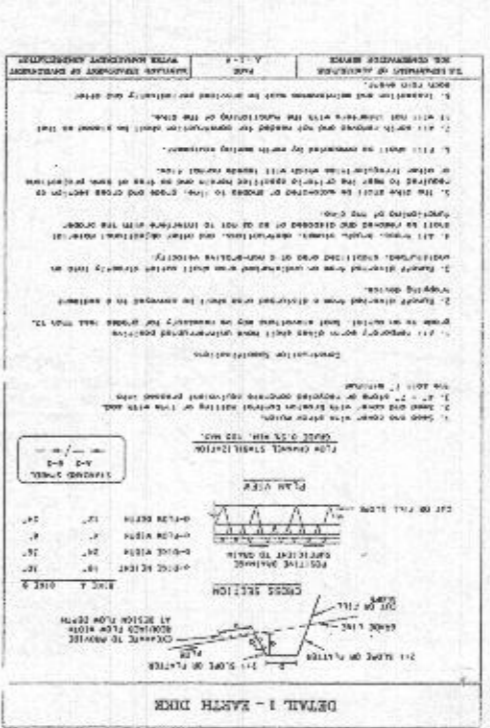 DETAIL 1 - EARTH DIKE
2:1 SLOPE OR FLATTER
2:1 SLOPE OR FLATTER
EXCAVATE TO PROVIDE
REQUIRED FLOW WIDTH
AT DESIGN FLOW DEPTH
GRADE LINE
CUT OR FILL
SLOPE
CROSS SECTION
DIKE A DIKE B
a-DIKE HEIGHT 18" 30"
b-DIKE WIDTH 24" 36"
c-FLOW WIDTH 4' 6'
d-FLOW DEPTH 12" 24"
POSITIVE DRAINAGE
SUFFICIENT TO DRAIN
CUT OR FILL SLOPE
PLAN VIEW
STANDARD SYMBOL
A-2 B-3
FLOW CHANNEL STABILIZATION
GRADE 0.5% MIN. 10% MAX.
1. Seed and cover with straw mulch.
2. Seed and cover with Erosion Control Matting or line with sod.
3. 4" - 7" stone or recycled concrete equivalent pressed into
the soil 7" minimum
Construction Specifications
1. All temporary earth dikes shall have uninterrupted positive
grade to an outlet. Spot elevations may be necessary for grades less than 1%.
2. Runoff diverted from a disturbed area shall be conveyed to a sediment
trapping device.
3. Runoff diverted from an undisturbed area shall outlet directly into an
undisturbed, stabilized area at a non-erosive velocity.
4. All trees, brush, stumps, obstructions, and other objectional material
shall be removed and disposed of so as not to interfere with the proper
functioning of the dike.
5. The dike shall be excavated or shaped to line, grade and cross section as
required to meet the criteria specified herein and be free of bank projections
or other irregularities which will impede normal flow.
6. Fill shall be compacted by earth moving equipment.
7. All earth removed and not needed for construction shall be placed so that
it will not interfere with the functioning of the dike.
8. Inspection and maintenance must be provided periodically and after
each rain event.
U.S. DEPARTMENT OF AGRICULTURE
SOIL CONSERVATION SERVICE
PAGE
MARYLAND DEPARTMENT OF ENVIRONMENT
WATER MANAGEMENT ADMINISTRATION